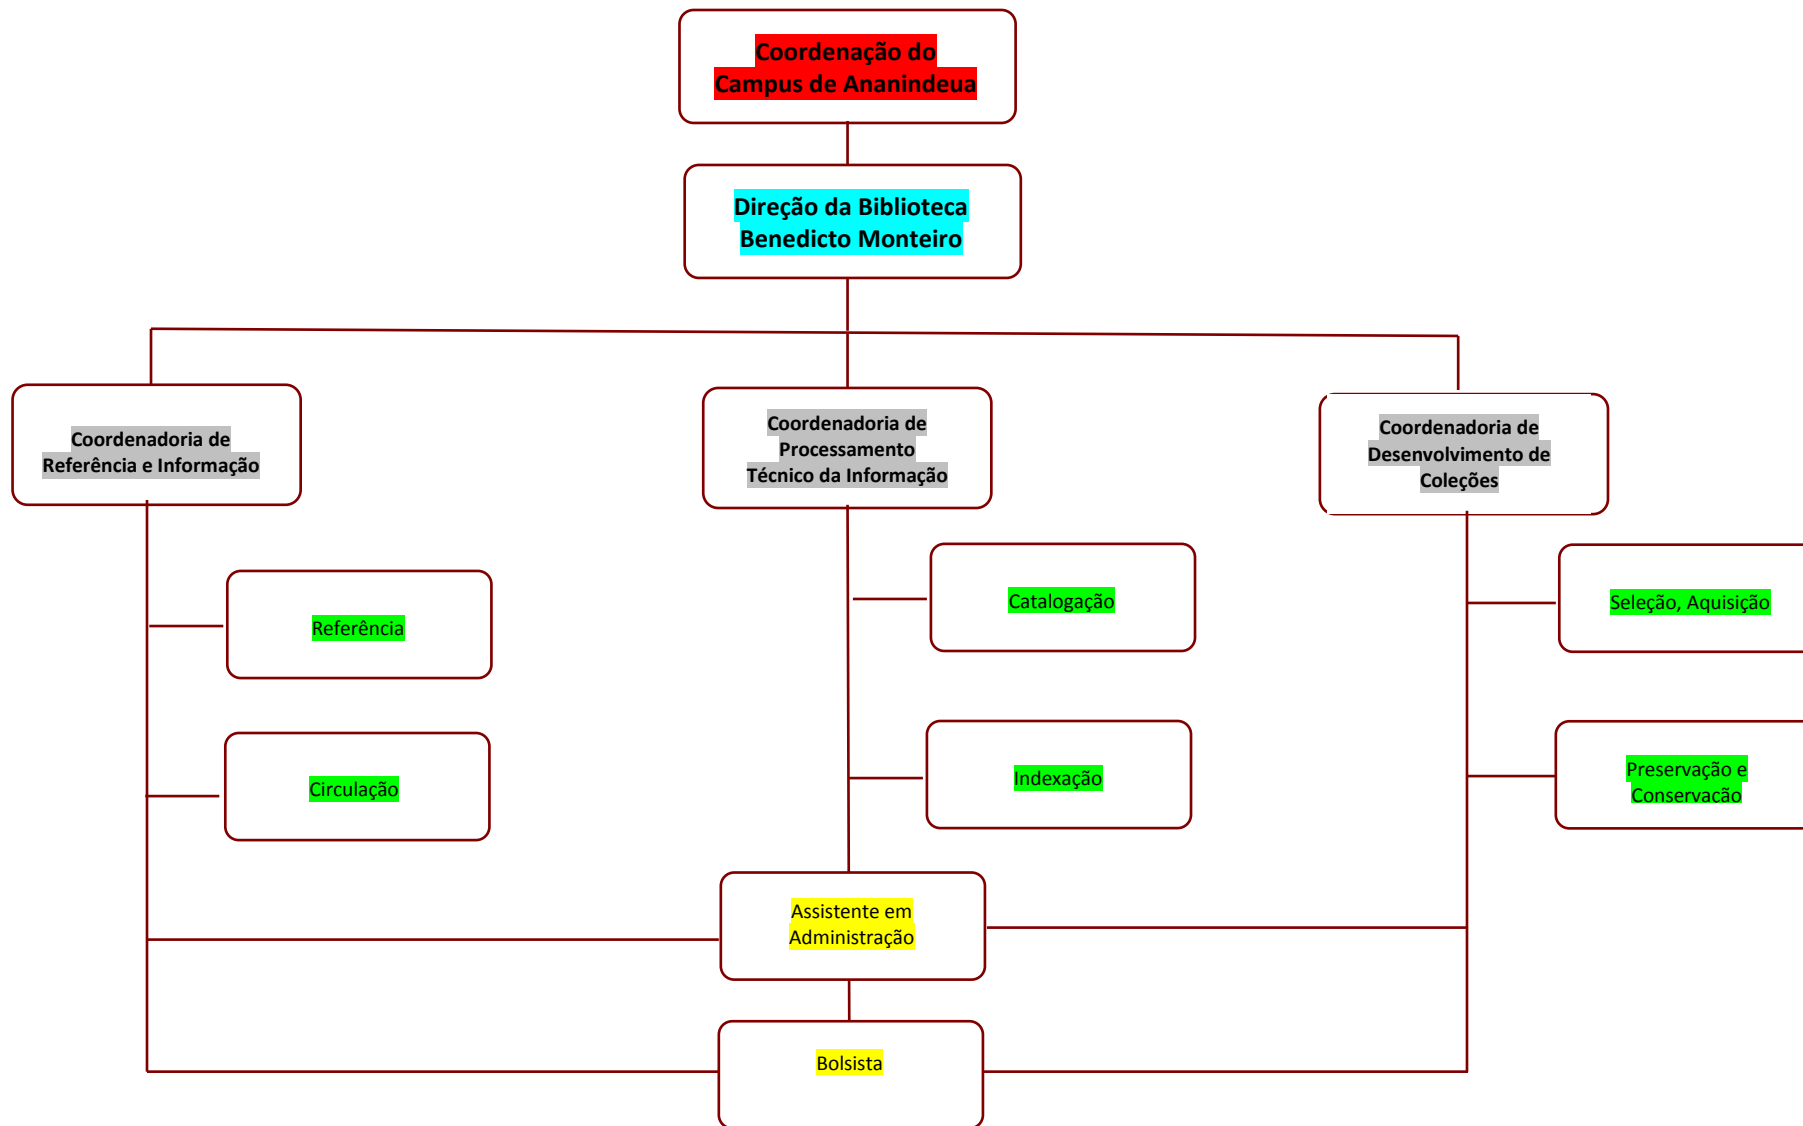 Coordenação do
Campus de Ananindeua
Direção da Biblioteca
Benedicto Monteiro
Coordenadoria de
Referência e Informação
Coordenadoria de
Processamento
Técnico da Informação
Coordenadoria de
Desenvolvimento de
Coleções
Referência
Catalogação
Seleção, Aquisição
Circulação
Indexação
Preservação e
Conservacão
Assistente em
Administração
Bolsista